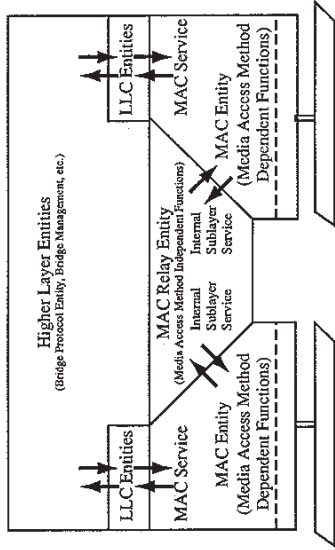 Higher Layer Entities
(Bridge Protocol Entity, Bridge Management, etc.)
LLC Entities
LLC Entities
MAC Service
MAC Service
MAC Relay Entity
(Media Access Method Independent Functions)
Internal
Sublayer
Service
Internal
Sublayer
Service
MAC Entity
(Media Access Method
Dependent Functions)
MAC Entity
(Media Access Method
Dependent Functions)